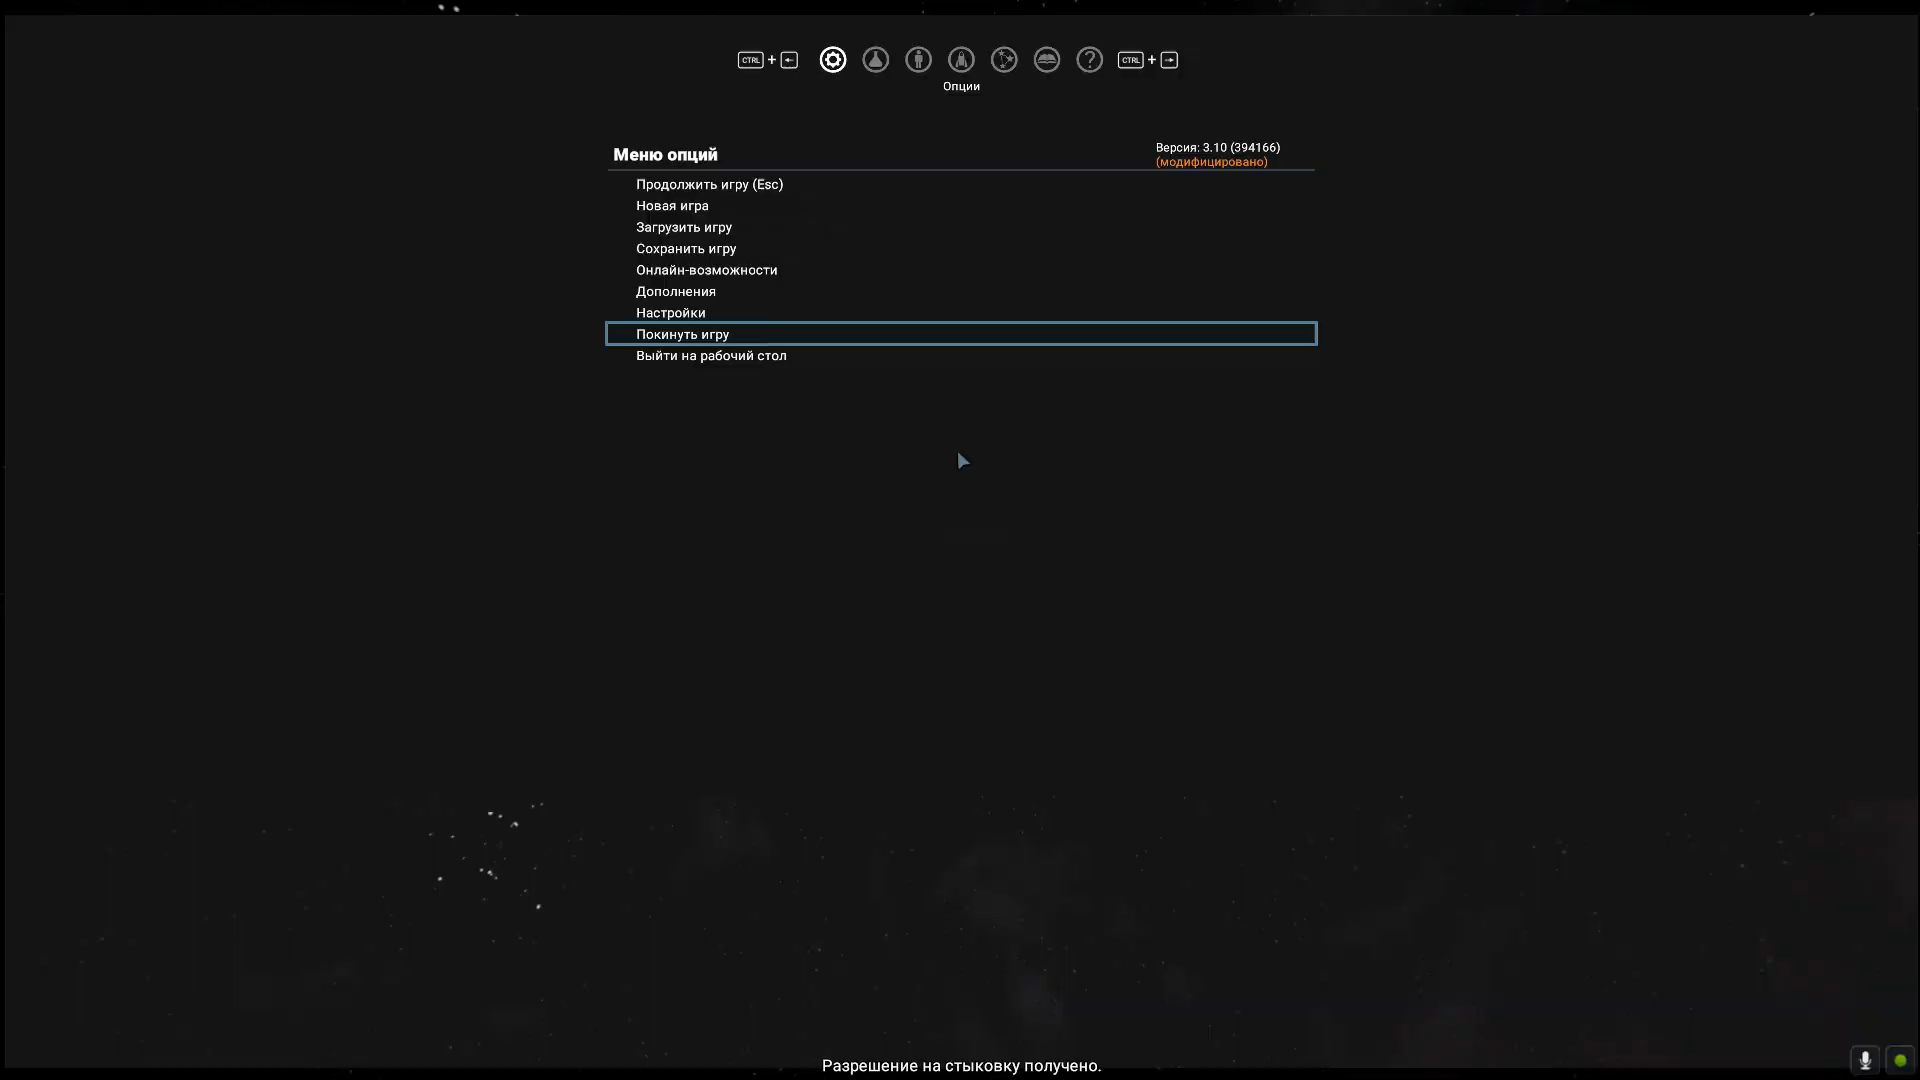 CTRL + CTRL +
Опции
Меню опций
Версия: 3.10 (394166)
(модифицировано)
Продолжить игру (Esc)
Новая игра
Загрузить игру
Сохранить игру
Онлайн-возможности
Дополнения
Настройки
Покинуть игру
Выйти на рабочий стол
Разрешение на стыковку получено.